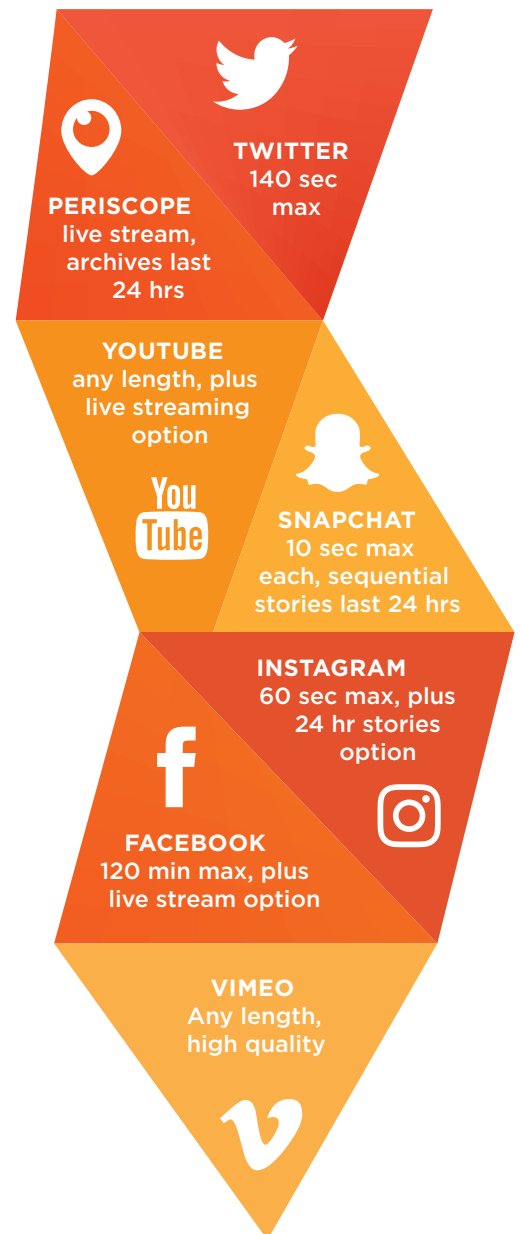 TWITTER
140 sec
max
PERISCOPE
live stream,
archives last
24 hrs
YOUTUBE
any length, plus
live streaming
option
You
Tube
SNAPCHAT
10 sec max
each, sequential
stories last 24 hrs
INSTAGRAM
60 sec max, plus
24 hr stories
option
FACEBOOK
120 min max, plus
live stream option
VIMEO
Any length,
high quality